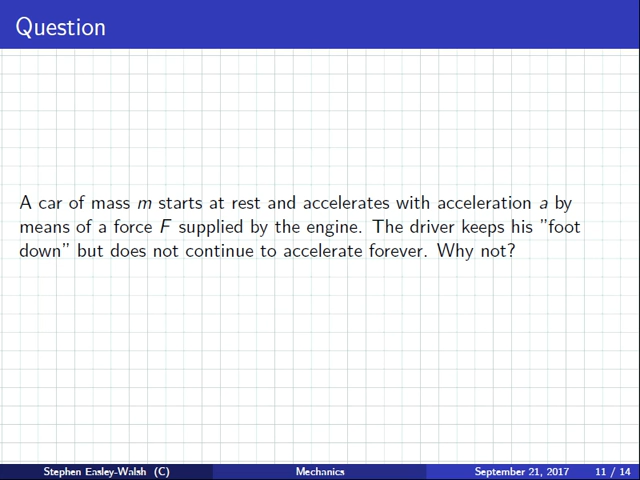 Question
A car of mass m starts at rest and accelerates with acceleration a by
means of a force F supplied by the engine. The driver keeps his "foot
down" but does not continue to accelerate forever. Why not?
Stephen Easley-Walsh (C) Mechanics September 21, 2017 11 / 14